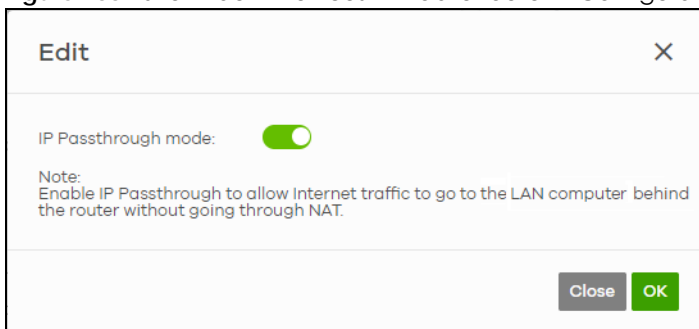 Edit
IP Passthrough mode:
Note:
Enable IP Passthrough to allow Internet traffic to go to the LAN computer behind
the router without going through NAT.
Close OK